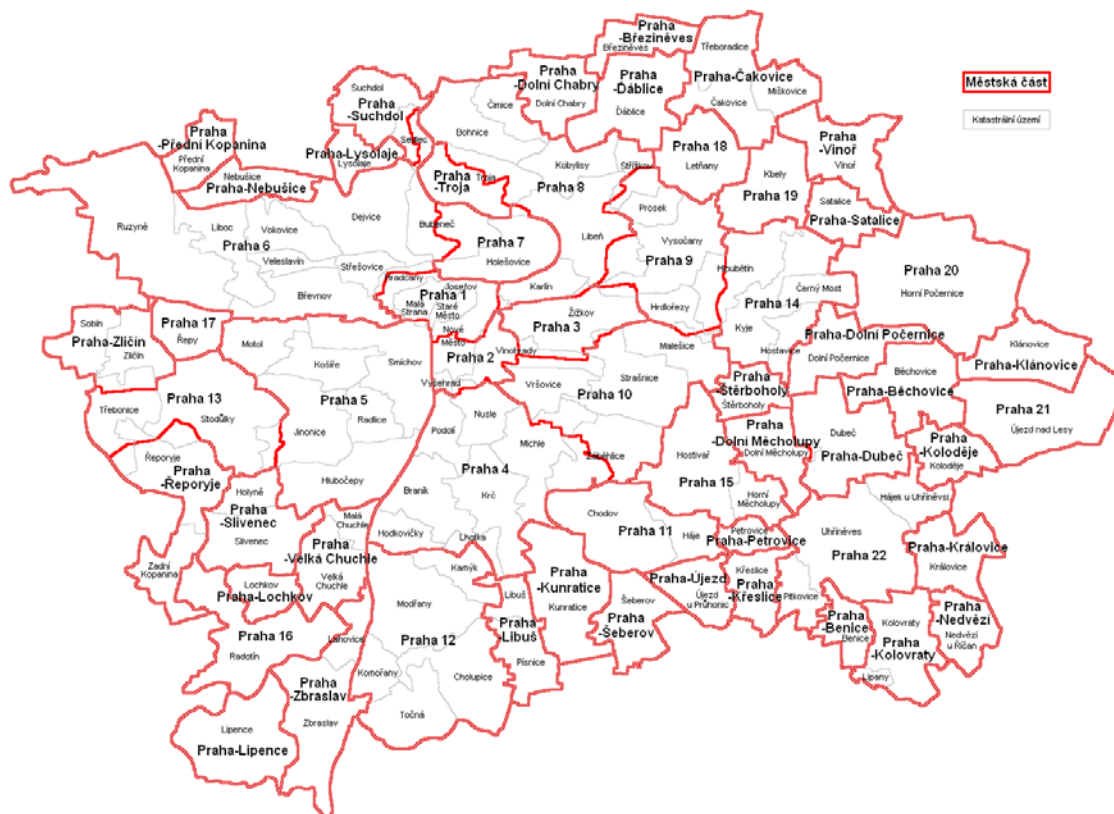 Praha
-Březiněves
Březiněves
Třeboradice
Praha
-Dolní Chabry
Dolní Chabry
Praha
-Ďáblice
Ďáblice
Praha-Čakovice
Čakovice
Miškovice
Městská část
Katastrální území
Suchdol
Praha
-Suchdol
Sedlec
Čimice
Bohnice
Praha
-Přední Kopanina
Přední
Kopanina
Praha-Lysolaje
Lysolaje
Nebušice
Praha-Nebušice
Praha
-Troja
Troja
Kobylisy
Střížkov
Praha 8
Libeň
Karlín
Praha 18
Letňany
Praha
-Vinoř
Vinoř
Kbely
Praha 19
Satalice
Praha-Satalice
Ruzyně
Liboc
Vokovice
Dejvice
Bubeneč
Praha 6
Veleslavín
Střešovice
Břevnov
Praha 7
Holešovice
Prosek
Vysočany
Praha 9
Hrdlořezy
Hloubětín
Praha 20
Horní Počernice
Hradčany
Josefov
Praha 1
Malá
Strana
Staré
Město
Nové
Město
Praha 14
Černý Most
Kyje
Hostavice
Žižkov
Praha 3
Vinohrady
Praha 2
Vyšehrad
Malešice
Strašnice
Vršovice
Praha 10
Záběhlice
Sobín
Praha-Zličín
Zličín
Praha 17
Řepy
Motol
Košíře
Smíchov
Praha 5
Radlice
Jinonice
Hlubočepy
Praha-Dolní Počernice
Dolní Počernice
Klánovice
Praha-Klánovice
Běchovice
Praha-Běchovice
Praha
-Štěrboholy
Štěrboholy
Praha 13
Třebonice
Stodůlky
Řeporyje
Praha
-Řeporyje
Praha 21
Újezd nad Lesy
Praha
-Dolní Měcholupy
Dolní Měcholupy
Dubeč
Praha-Dubeč
Praha
-Koloděje
Koloděje
Nusle
Podolí
Michle
Praha 4
Braník
Krč
Hodkovičky
Lhotka
Hostivař
Praha 15
Horní
Měcholupy
Hájek u Uhříněvsi
Uhříněves
Praha 22
Pitkovice
Holyně
Praha
-Slivenec
Slivenec
Malá
Chuchle
Praha
-Velká Chuchle
Velká
Chuchle
Chodov
Praha 11
Háje
Petrovice
Praha-Petrovice
Praha-Královice
Královice
Zadní
Kopanina
Lochkov
Praha-Lochkov
Kamýk
Modřany
Praha 12
Komořany
Cholupice
Točná
Libuš
Praha
-Libuš
Písnice
Praha
-Kunratice
Kunratice
Šeberov
Praha
-Šeberov
Praha-Újezd
Újezd
u Průhonic
Křeslice
Praha
-Křeslice
Praha
-Benice
Benice
Kolovraty
Praha
-Kolovraty
Lipany
Praha
-Nedvězí
Nedvězí
u Říčan
Praha 16
Radotín
Lahovice
Praha
-Zbraslav
Zbraslav
Lipence
Praha-Lipence